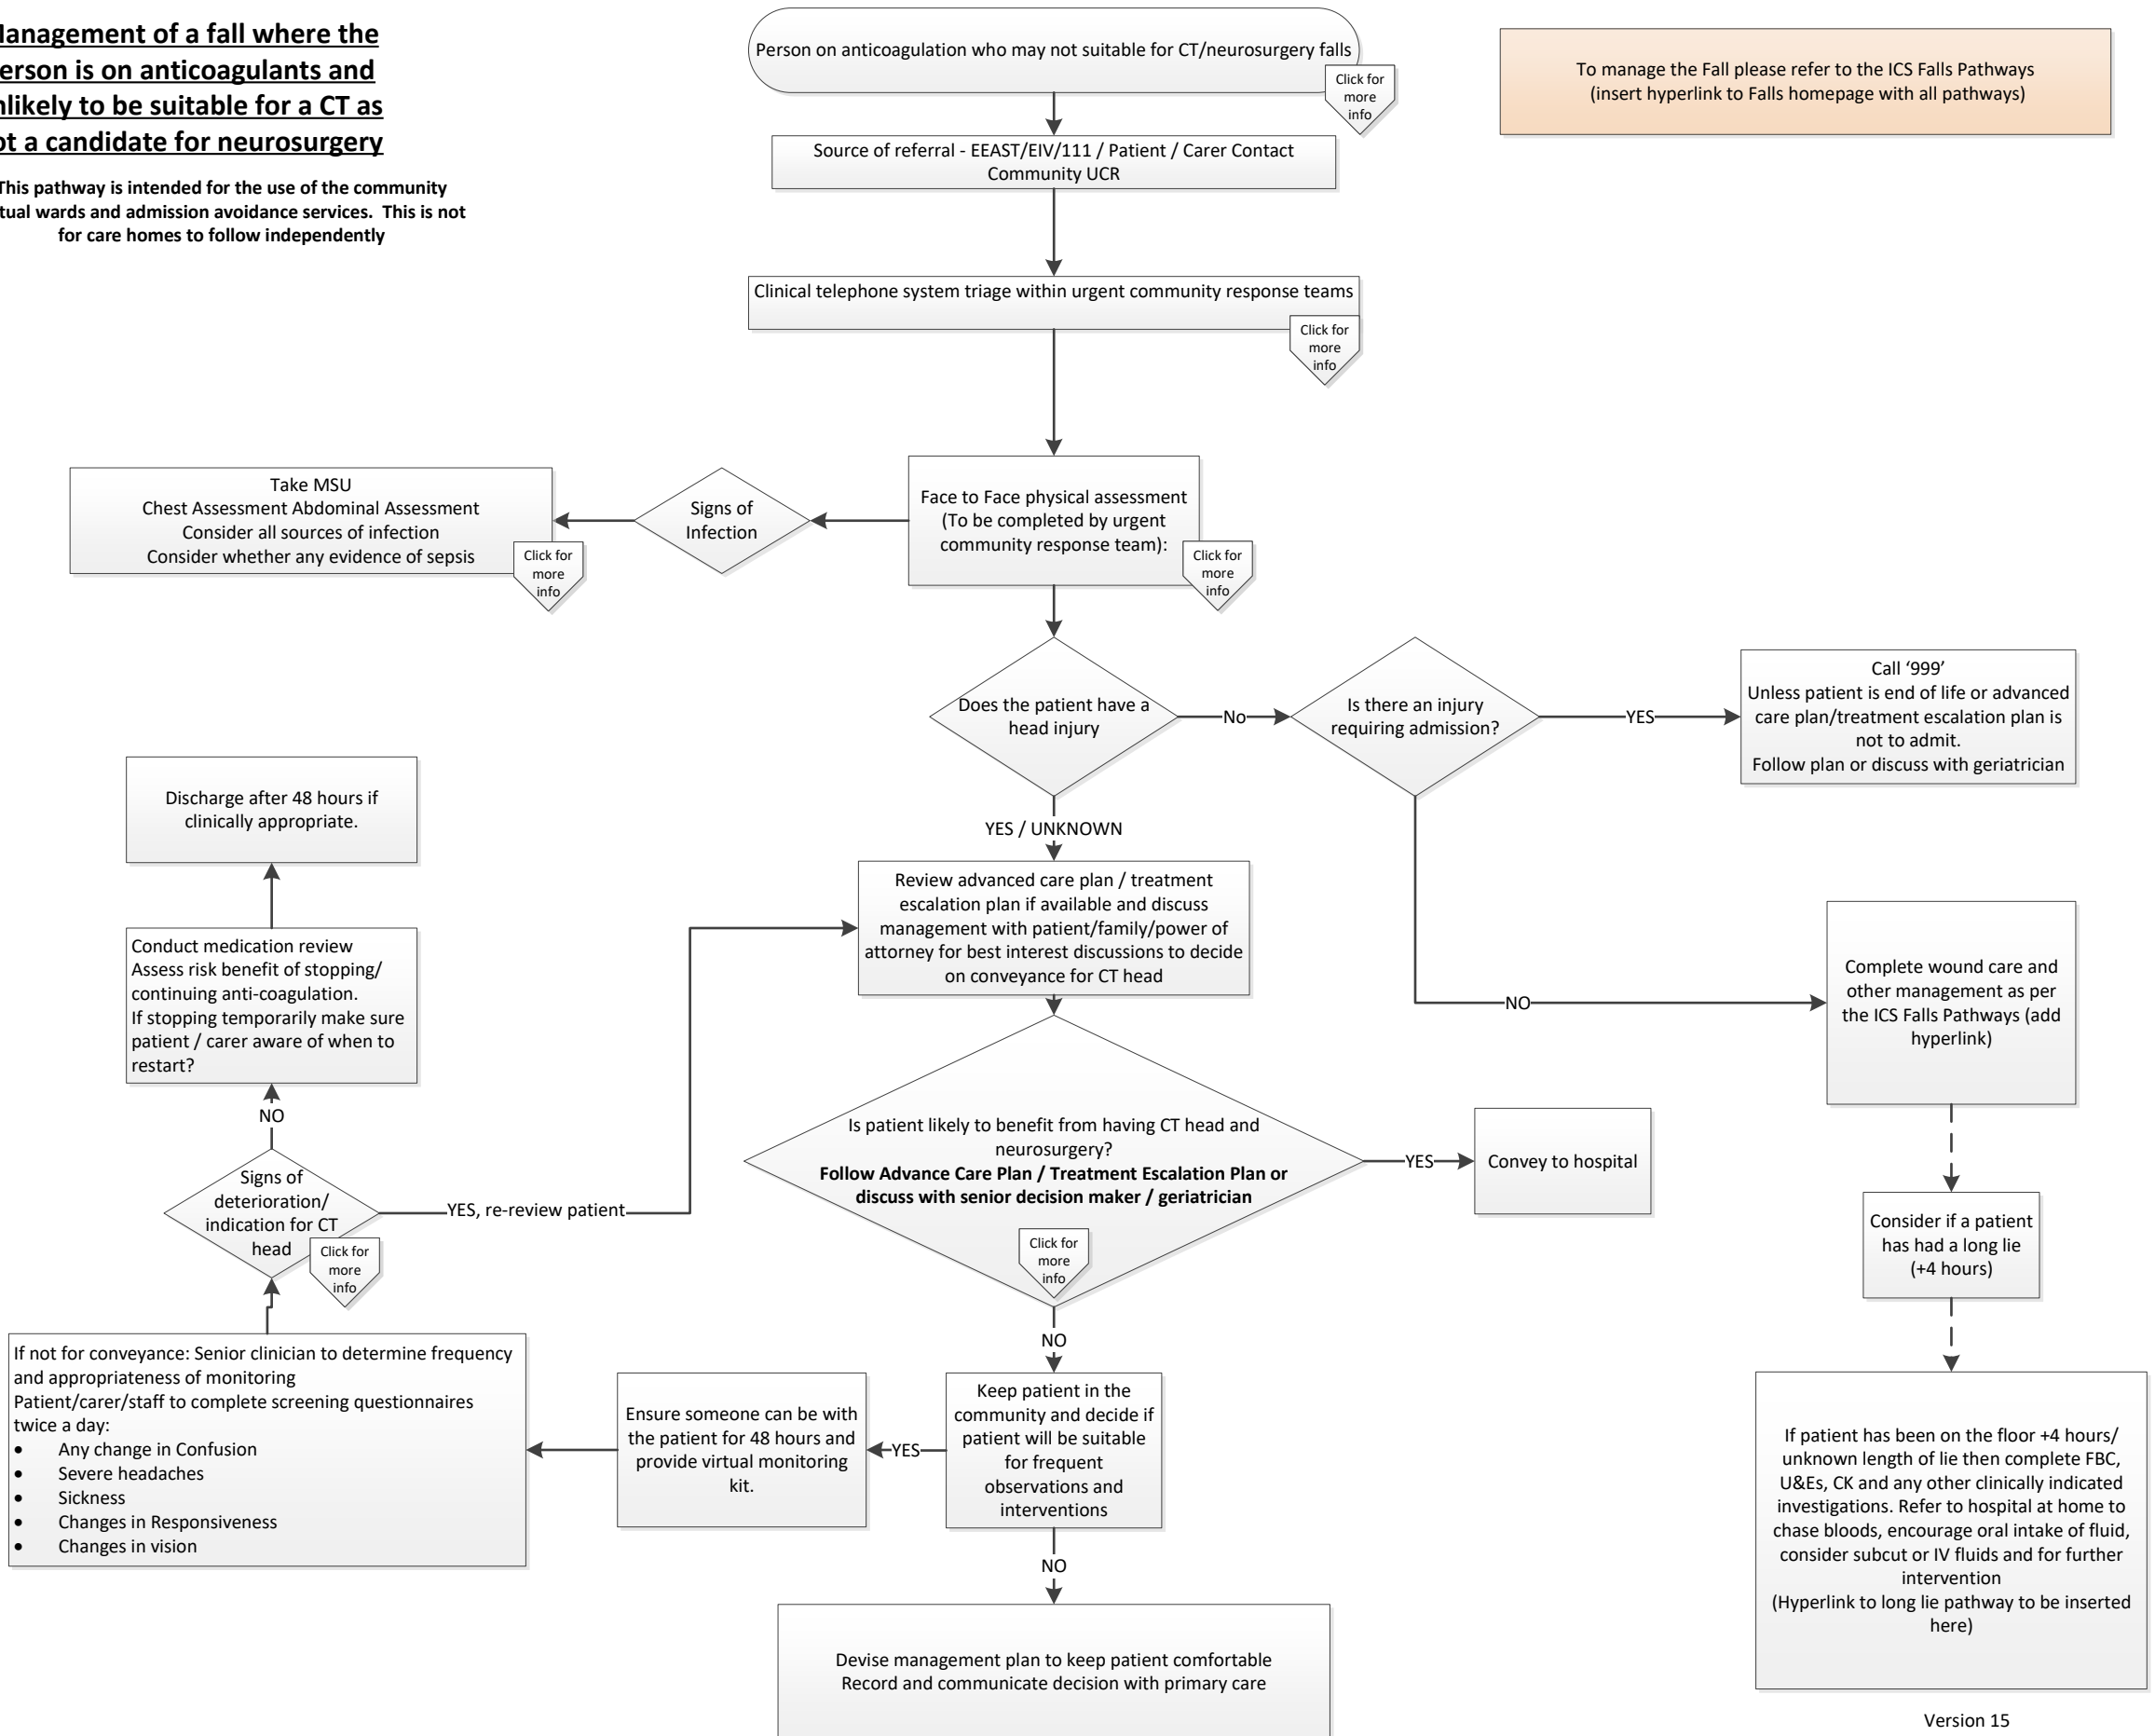 anagement of a fall where the
erson is on anticoagulants and
likely to be suitable for a CT as
ot a candidate for neurosurgery
This pathway is intended for the use of the community
tual wards and admission avoidance services. This is not
for care homes to follow independently
Person on anticoagulation who may not suitable for CT/neurosurgery falls
Click for
more
info
To manage the Fall please refer to the ICS Falls Pathways
(insert hyperlink to Falls homepage with all pathways)
Source of referral - EEAST/EIV/111 / Patient / Carer Contact
Community UCR
Clinical telephone system triage within urgent community response teams
Click for
more
info
Face to Face physical assessment
(To be completed by urgent
community response team):
Click for
more
info
Signs of
Infection
Take MSU
Chest Assessment Abdominal Assessment
Consider all sources of infection
Consider whether any evidence of sepsis
Click for
more
info
Does the patient have a
head injury
No
Is there an injury
requiring admission?
YES
Call ‘999’
Unless patient is end of life or advanced
care plan/treatment escalation plan is
not to admit.
Follow plan or discuss with geriatrician
YES / UNKNOWN
Review advanced care plan / treatment
escalation plan if available and discuss
management with patient/family/power of
attorney for best interest discussions to decide
on conveyance for CT head
NO
Complete wound care and
other management as per
the ICS Falls Pathways (add
hyperlink)
Consider if a patient
has had a long lie
(+4 hours)
If patient has been on the floor +4 hours/
unknown length of lie then complete FBC,
U&Es, CK and any other clinically indicated
investigations. Refer to hospital at home to
chase bloods, encourage oral intake of fluid,
consider subcut or IV fluids and for further
intervention
(Hyperlink to long lie pathway to be inserted
here)
Is patient likely to benefit from having CT head and
neurosurgery?
Follow Advance Care Plan / Treatment Escalation Plan or
discuss with senior decision maker / geriatrician
Click for
more
info
YES
Convey to hospital
NO
Keep patient in the
community and decide if
patient will be suitable
for frequent
observations and
interventions
YES
Ensure someone can be with
the patient for 48 hours and
provide virtual monitoring
kit.
If not for conveyance: Senior clinician to determine frequency
and appropriateness of monitoring
Patient/carer/staff to complete screening questionnaires
twice a day:
• Any change in Confusion
• Severe headaches
• Sickness
• Changes in Responsiveness
• Changes in vision
Signs of
deterioration/
indication for CT
head
Click for
more
info
YES, re-review patient
NO
Conduct medication review
Assess risk benefit of stopping/
continuing anti-coagulation.
If stopping temporarily make sure
patient / carer aware of when to
restart?
Discharge after 48 hours if
clinically appropriate.
NO
Devise management plan to keep patient comfortable
Record and communicate decision with primary care
Version 15